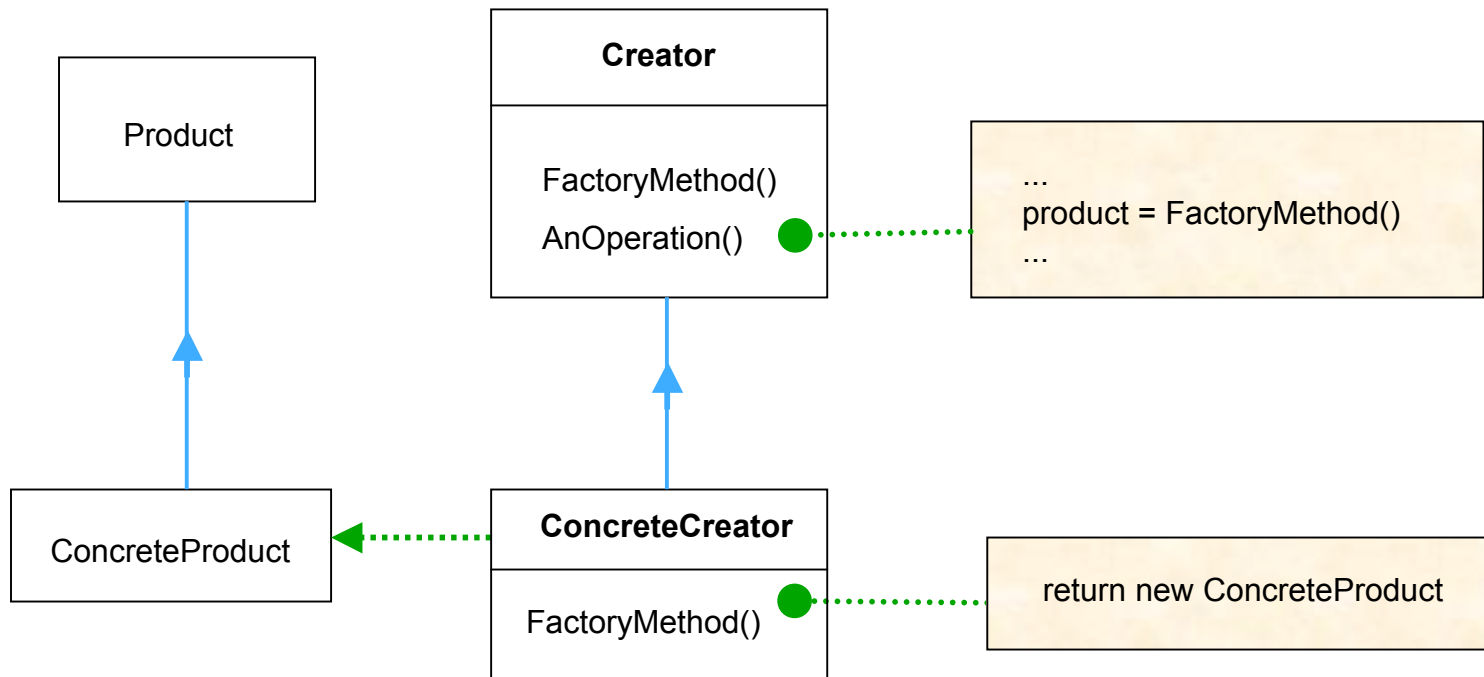 Product
Creator
FactoryMethod()
AnOperation()
...
product = FactoryMethod()
...
ConcreteProduct
ConcreteCreator
FactoryMethod()
return new ConcreteProduct